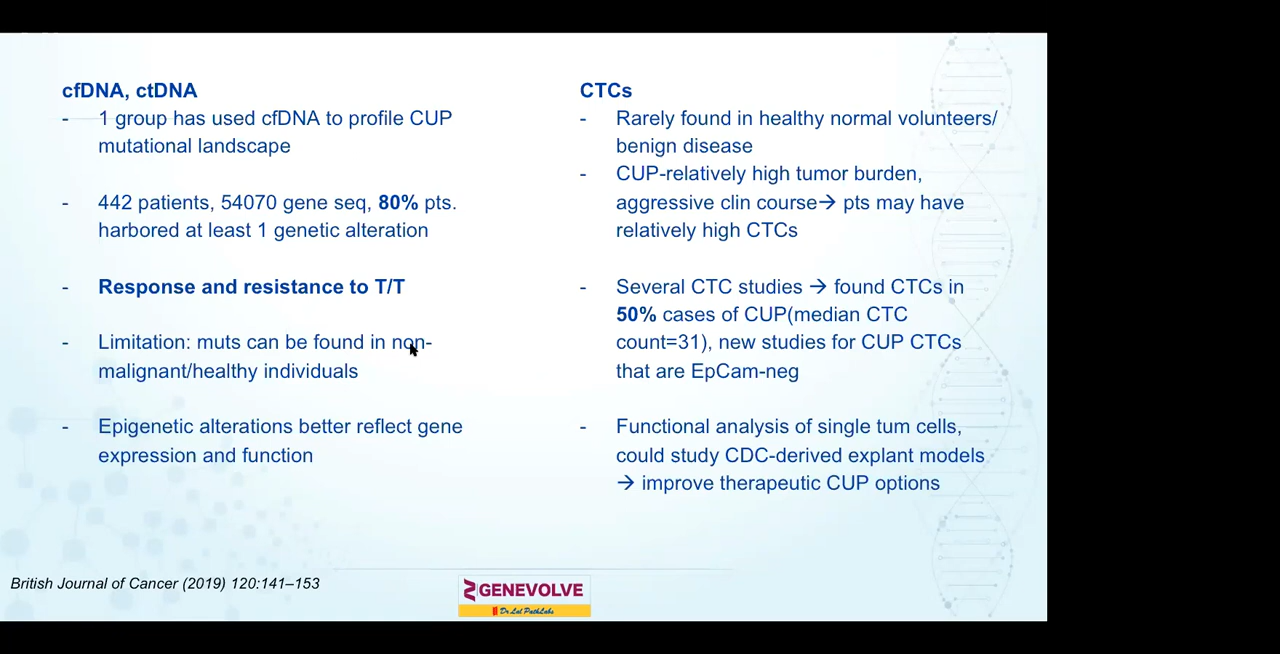 cfDNA, ctDNA
- 1 group has used cfDNA to profile CUP
mutational landscape
- 442 patients, 54070 gene seq, 80% pts.
harbored at least 1 genetic alteration
- Response and resistance to T/T
- Limitation: muts can be found in non-
malignant/healthy individuals
- Epigenetic alterations better reflect gene
expression and function
CTCs
- Rarely found in healthy normal volunteers/
benign disease
- CUP-relatively high tumor burden,
aggressive clin course→ pts may have
relatively high CTCs
- Several CTC studies → found CTCs in
50% cases of CUP(median CTC
count=31), new studies for CUP CTCs
that are EpCam-neg
- Functional analysis of single tum cells,
could study CDC-derived explant models
→ improve therapeutic CUP options
British Journal of Cancer (2019) 120:141–153
GENEVOLVE
Dr Lal PathLabs